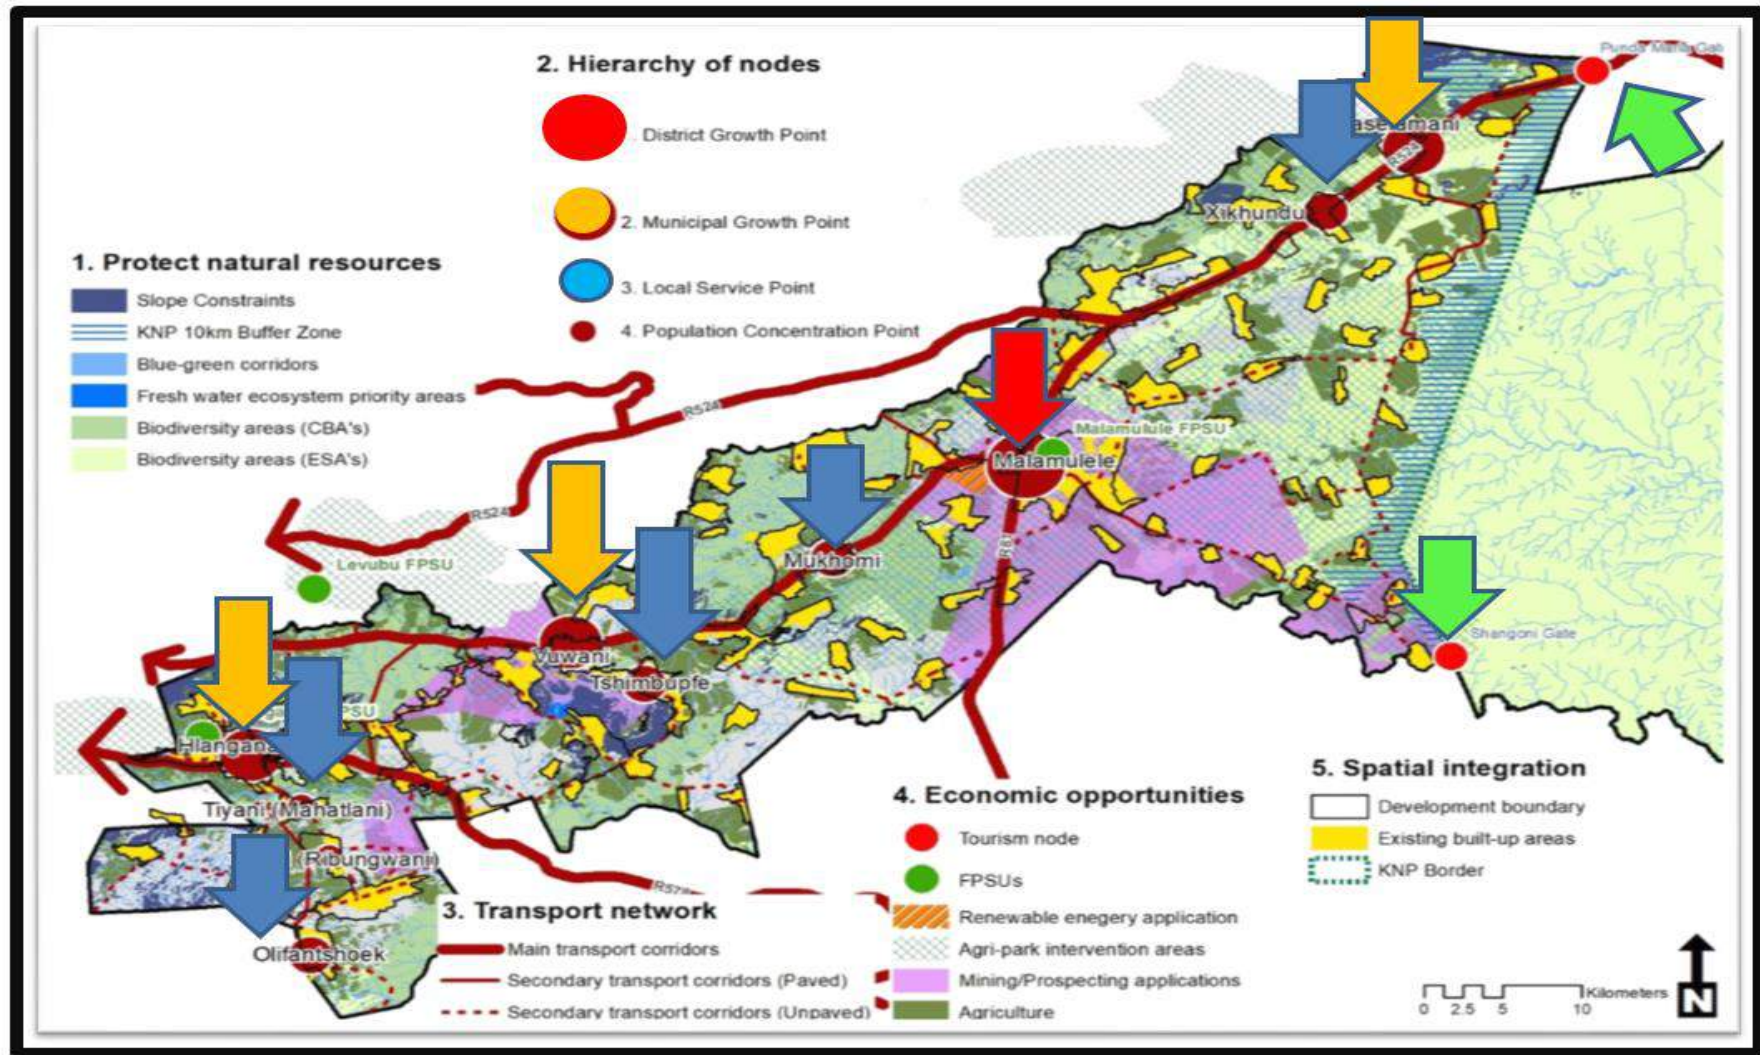 2. Hierarchy of nodes
District Growth Point
2. Municipal Growth Point
3. Local Service Point
4. Population Concentration Point
1. Protect natural resources
Slope Constraints
KNP 10km Buffer Zone
Blue-green corridors
Fresh water ecosystem priority areas
Biodiversity areas (CBA's)
Biodiversity areas (ESA's)
R524
Xikhundu
R524
Malamulule FPSU
Malamulele
R524
Mukhomi
R81
Levubu FPSU
Vuwani
Tshimbupfe
Shangoni Gate
Tiyani (Mahatlani)
(Ribungwani)
Olifantshoek
3. Transport network
Main transport corridors
Secondary transport corridors (Paved)
Secondary transport corridors (Unpaved)
4. Economic opportunities
Tourism node
FPSUs
Renewable enegery application
Agri-park intervention areas
Mining/Prospecting applications
Agriculture
5. Spatial integration
Development boundary
Existing built-up areas
KNP Border
Kilometers
0 2.5 5 10
N